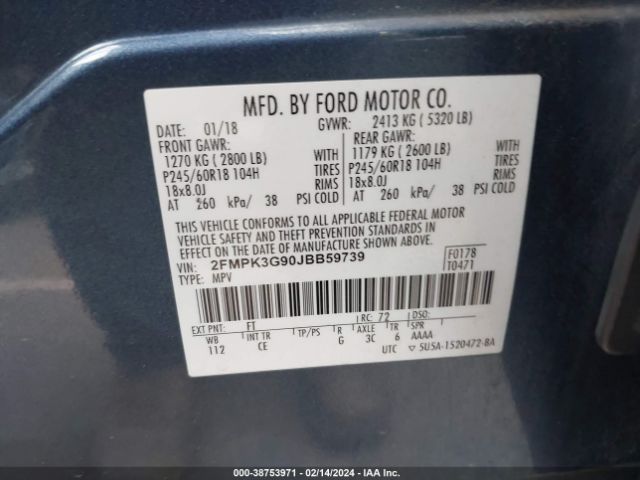 MFD. BY FORD MOTOR CO.
DATE: 01/18 GVWR: 2413 KG ( 5320 LB)
FRONT GAWR: REAR GAWR:
1270 KG ( 2800 LB) WITH 1179 KG ( 2600 LB) WITH
P245/60R18 104H TIRES P245/60R18 104H TIRES
18x8.0J RIMS 18x8.0J RIMS
AT 260 kPa/ 38 PSI COLD AT 260 kPa/ 38 PSI COLD
THIS VEHICLE CONFORMS TO ALL APPLICABLE FEDERAL MOTOR
VEHICLE SAFETY AND THEFT PREVENTION STANDARDS IN
EFFECT ON THE DATE OF MANUFACTURE SHOWN ABOVE.
VIN: 2FMPK3G90JBB59739 F0178
TYPE: MPV T0471
EXT PNT: FT RC: 72 DSO:
WB INT TR TP/PS R AXLE TR SPR
112 CE G 3C 6 AAAA
UTC ▽ 5U5A-1520472-BA
000-38753971 - 02/14/2024 - IAA Inc.